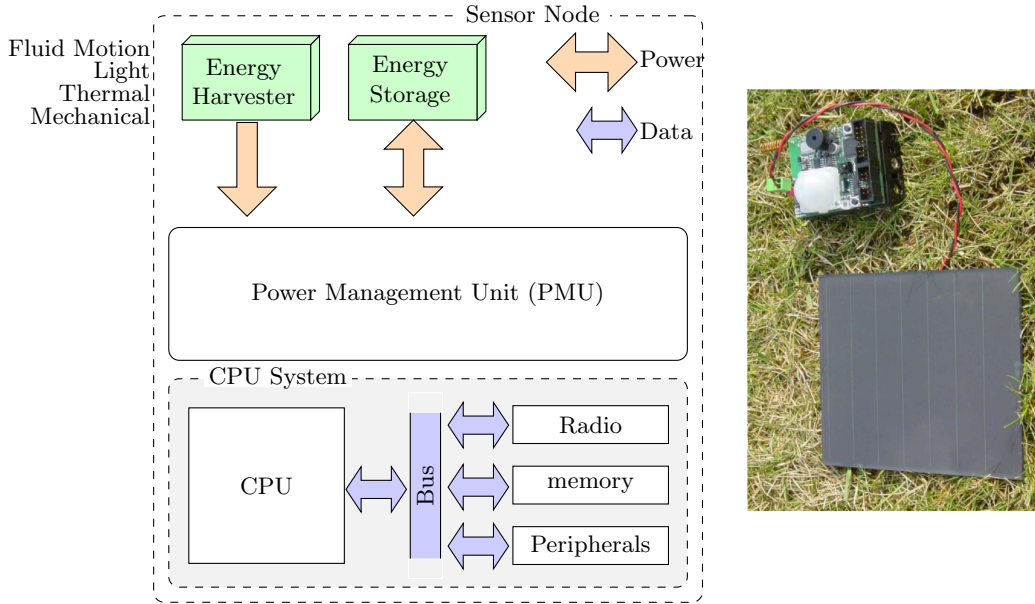 Sensor Node
Fluid Motion
Light
Thermal
Mechanical
Energy
Harvester
Energy
Storage
Power
Data
Power Management Unit (PMU)
CPU System
CPU
Bus
Radio
memory
Peripherals